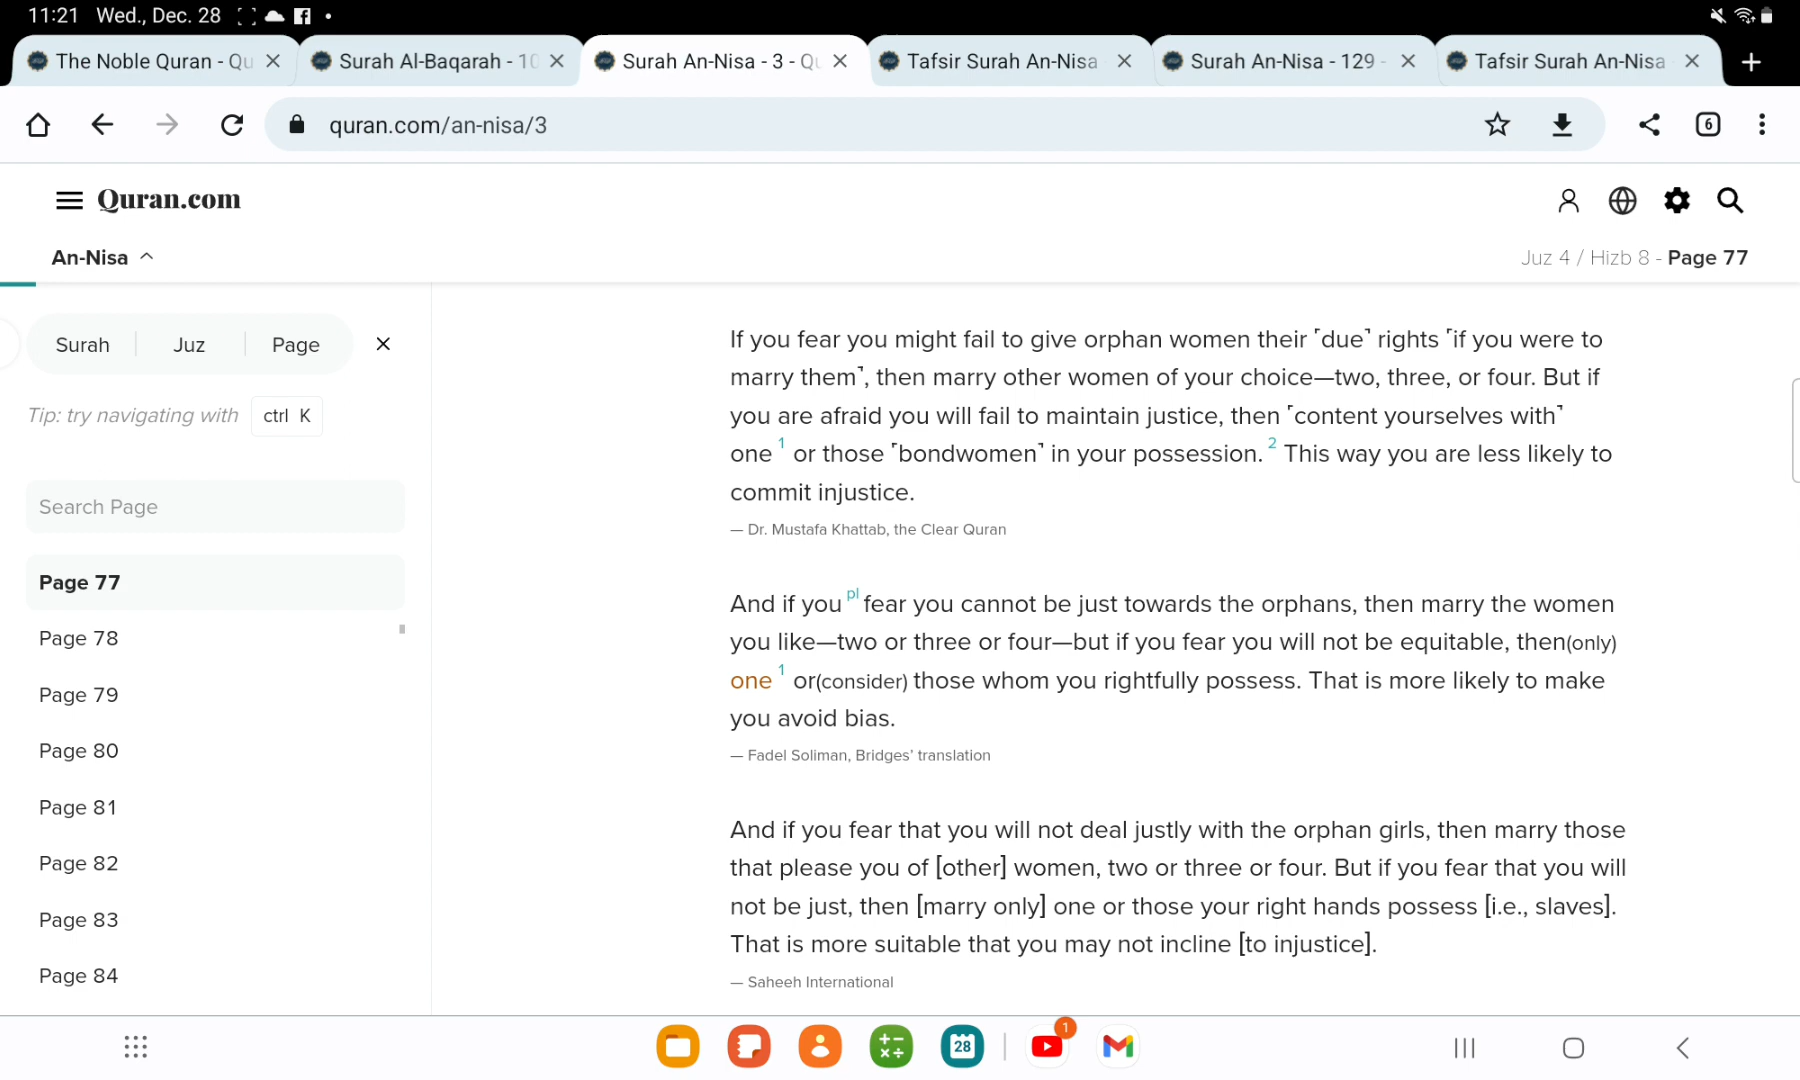 11:21 Wed., Dec. 28
The Noble Quran - Qu
Surah Al-Baqarah - 10
Surah An-Nisa - 3 - Qu
Tafsir Surah An-Nisa
Surah An-Nisa - 129 -
Tafsir Surah An-Nisa
quran.com/an-nisa/3
6
Quran.com
An-Nisa
Juz 4 / Hizb 8 - Page 77
Surah
Juz
Page
Tip: try navigating with ctrl K
Search Page
Page 77
Page 78
Page 79
Page 80
Page 81
Page 82
Page 83
Page 84
If you fear you might fail to give orphan women their ˹due˺ rights ˹if you were to
marry them˺, then marry other women of your choice—two, three, or four. But if
you are afraid you will fail to maintain justice, then ˹content yourselves with˺
one 1 or those ˹bondwomen˺ in your possession. 2 This way you are less likely to
commit injustice.
— Dr. Mustafa Khattab, the Clear Quran
And if you pl fear you cannot be just towards the orphans, then marry the women
you like—two or three or four—but if you fear you will not be equitable, then(only)
one 1 or(consider) those whom you rightfully possess. That is more likely to make
you avoid bias.
— Fadel Soliman, Bridges’ translation
And if you fear that you will not deal justly with the orphan girls, then marry those
that please you of [other] women, two or three or four. But if you fear that you will
not be just, then [marry only] one or those your right hands possess [i.e., slaves].
That is more suitable that you may not incline [to injustice].
— Saheeh International
28
1